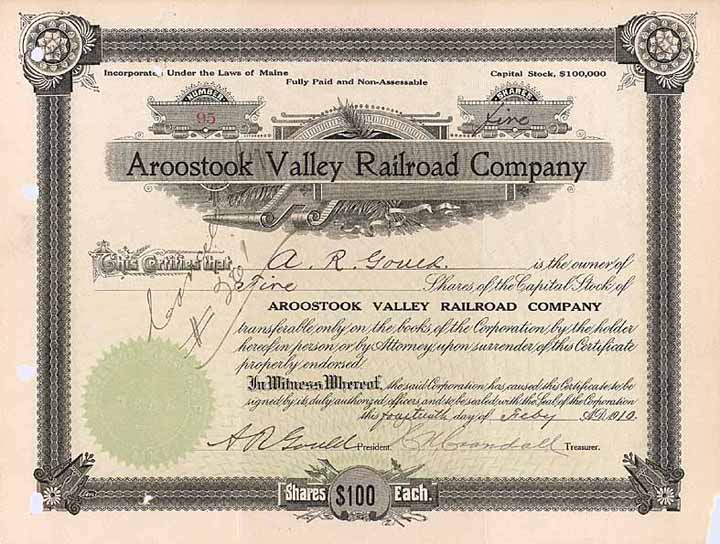 Incorporated Under the Laws of Maine
Fully Paid and Non-Assessable
Capital Stock, $100,000
NUMBER
95
SHARES
Five
Aroostook Valley Railroad Company
This Certifies that A. R. Gould is the owner of
Five Shares of the Capital Stock of
AROOSTOOK VALLEY RAILROAD COMPANY
transferable only on the books of the Corporation by the holder
hereof in person or by Attorney upon surrender of this Certificate
properly endorsed.
In Witness Whereof, the said Corporation has caused this Certificate to be
signed by its duly authorized officers and to be sealed with the Seal of the Corporation
this fourteenth day of Feby A.D. 1910.
A R Gould President. Crandall Treasurer.
Shares $100 Each.